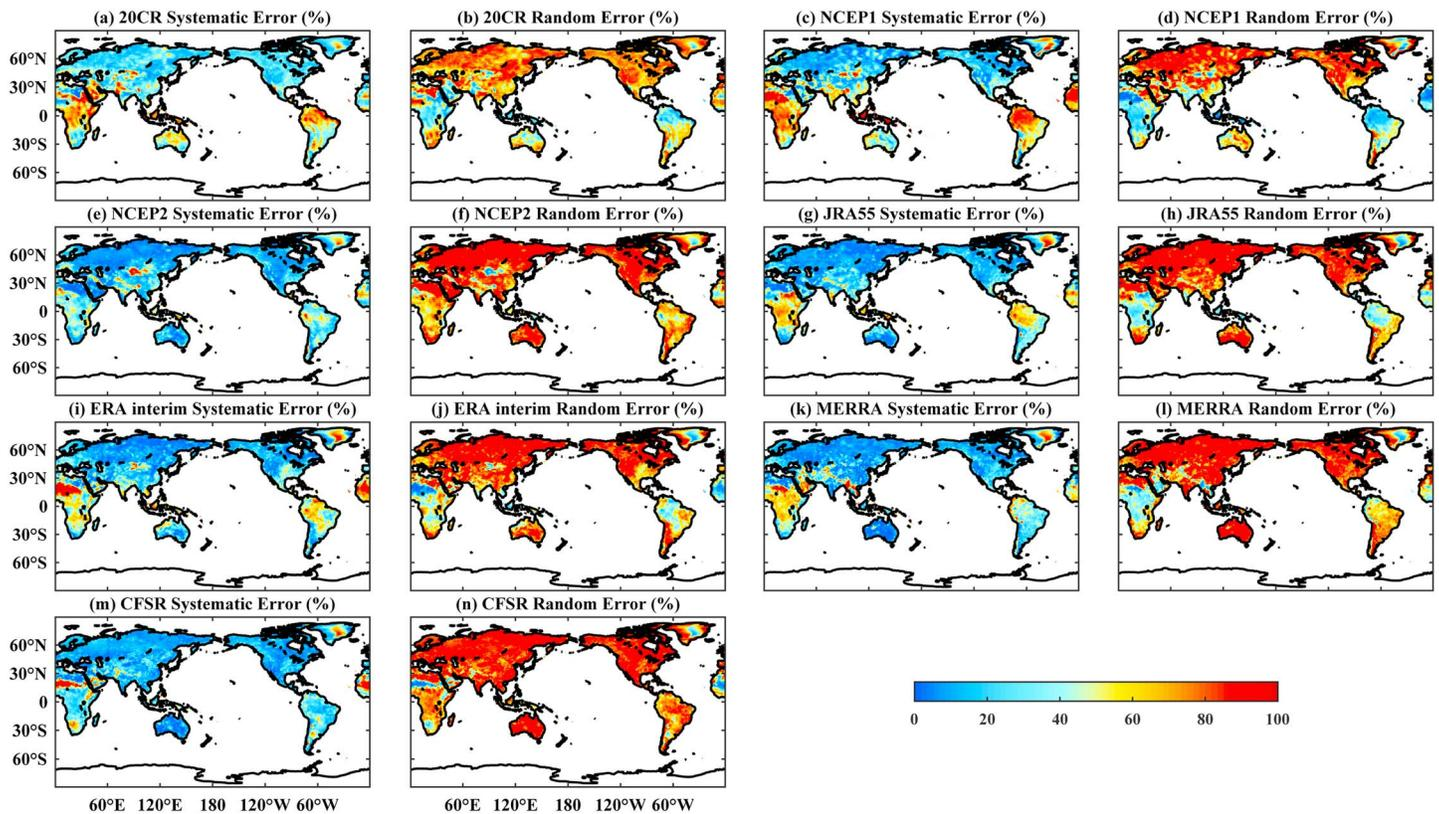 (a) 20CR Systematic Error (%)
(b) 20CR Random Error (%)
(c) NCEP1 Systematic Error (%)
(d) NCEP1 Random Error (%)
60°N
30°N
0
30°S
60°S
(e) NCEP2 Systematic Error (%)
(f) NCEP2 Random Error (%)
(g) JRA55 Systematic Error (%)
(h) JRA55 Random Error (%)
60°N
30°N
0
30°S
60°S
(i) ERA interim Systematic Error (%)
(j) ERA interim Random Error (%)
(k) MERRA Systematic Error (%)
(l) MERRA Random Error (%)
60°N
30°N
0
30°S
60°S
(m) CFSR Systematic Error (%)
(n) CFSR Random Error (%)
60°N
30°N
0
30°S
60°S
60°E 120°E 180 120°W 60°W
60°E 120°E 180 120°W 60°W
0 20 40 60 80 100